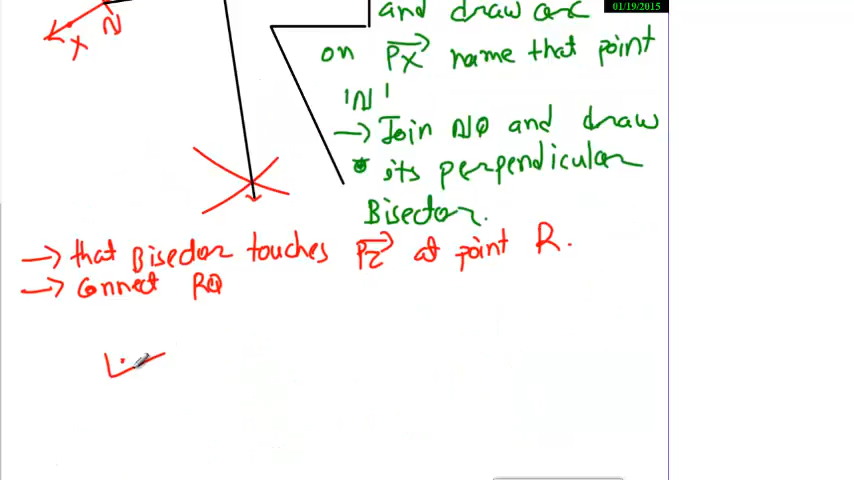 01/19/2015
and draw arc
on PX name that point
'N'
→ Join NQ and draw
its perpendicular
Bisector.
N
X
→ that Bisector touches PZ at point R.
→ Connect RQ